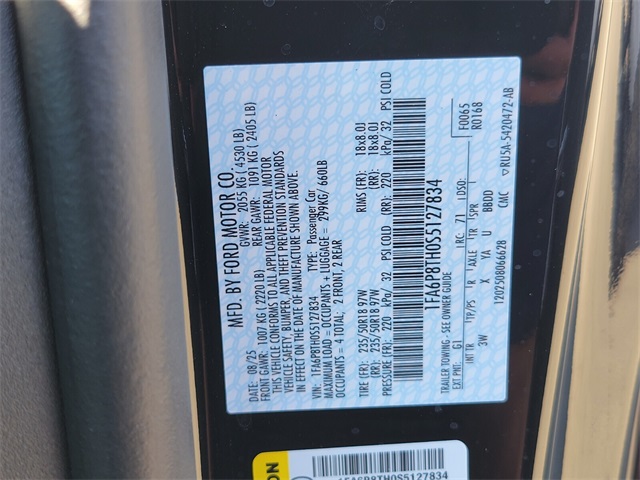 MFD. BY FORD MOTOR CO.
DATE: 08/25 GVWR: 2055 KG ( 4530 LB)
FRONT GAWR: 1007 KG ( 2220 LB) REAR GAWR: 1091 KG ( 2405 LB)
THIS VEHICLE CONFORMS TO ALL APPLICABLE FEDERAL MOTOR
VEHICLE SAFETY, BUMPER, AND THEFT PREVENTION STANDARDS
IN EFFECT ON THE DATE OF MANUFACTURE SHOWN ABOVE.
VIN: 1FA6P8TH0S5127834 TYPE: Passenger Car
MAXIMUM LOAD = OCCUPANTS + LUGGAGE = 299KG/ 660LB
OCCUPANTS = 4 TOTAL; 2 FRONT, 2 REAR
TIRE (FR): 235/50R18 97W RIMS (FR): 18x8.0J
(RR): 235/50R18 97W (RR): 18x8.0J
PRESSURE (FR): 220 kPa/ 32 PSI COLD (RR): 220 kPa/ 32 PSI COLD
1FA6P8TH0S5127834
TRAILER TOWING - SEE OWNER GUIDE F0065
EXT PNT: G1 RC: 71 DSO: R0168
INT TR TP/PS R AXLE TR SPR
3W X YA U BBDD
CMC ▽RU5A-5420472-AB
1202508066628
1FA6P8TH0S5127834